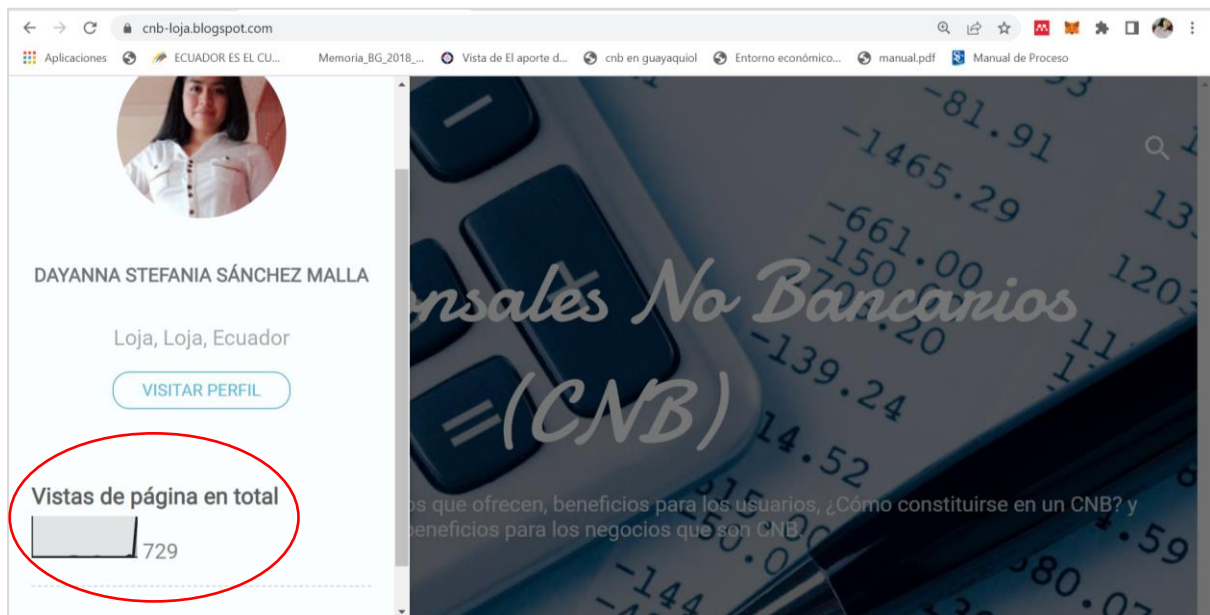 cnb-loja.blogspot.com
Aplicaciones
ECUADOR ES EL CU...
Memoria_BG_2018_...
Vista de El aporte d...
cnb en guayaquiol
Entorno económico...
manual.pdf
Manual de Proceso
DAYANNA STEFANIA SÁNCHEZ MALLA
Loja, Loja, Ecuador
VISITAR PERFIL
Vistas de página en total
729
nsales No Bancarios
(CNB)
os que ofrecen, beneficios para los usuarios, ¿Cómo constituirse en un CNB? y
beneficios para los negocios que son CNB.
-81.91
-1465.29
-661.00
-150.00
-139.24
14.52
-144